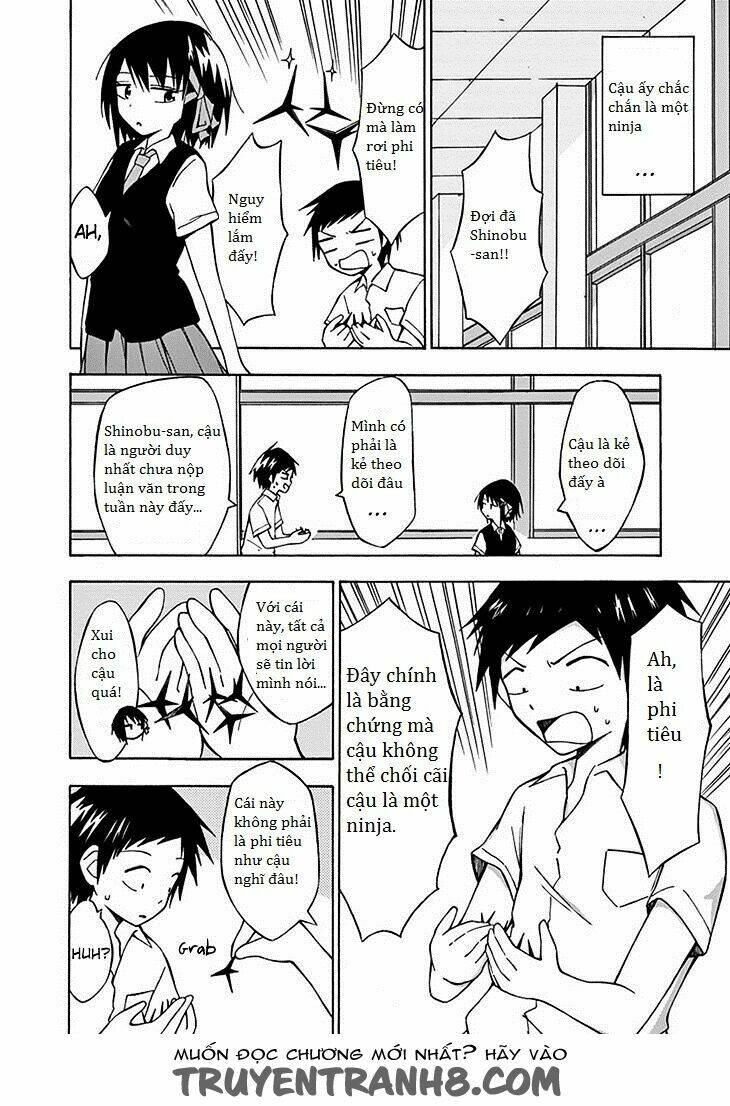 Cậu ấy chắc
chắn là một
ninja
...
Đợi đã
Shinobu
-san!!
Đừng có
mà làm
rơi phi
tiêu!
Nguy
hiểm
lắm
đấy!
AH,
Cậu là kẻ
theo dõi
đấy à
...
Mình có
phải là
kẻ theo
dõi đâu
...
Shinobu-san, cậu
là người duy
nhất chưa nộp
luận văn trong
tuần này đấy...
Ah,
là
phi
tiêu
!
Đây chính
là bằng
chứng mà
cậu không
thể chối cãi
cậu là một
ninja.
Với cái
này, tất cả
mọi người
sẽ tin lời
mình nói...
Xui
cho
cậu
quá!
Cái này
không phải
là phi tiêu
như cậu
nghĩ đâu!
Grab
HUH?
MUỐN ĐỌC CHƯƠNG MỚI NHẤT? HÃY VÀO
TRUYENTRANH8.COM